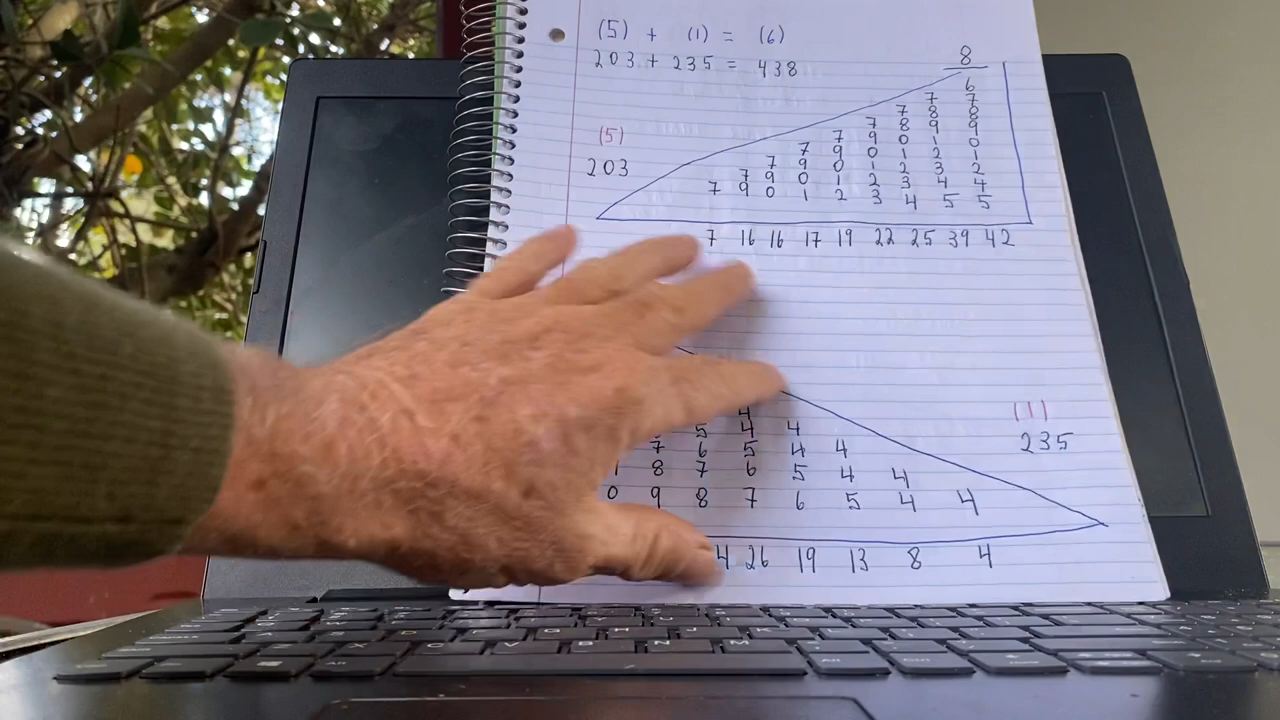 (5) + (1) = (6)
203 + 235 = 438
8
6
7 7
7 8 8
7 8 9 9
(5)
7 9 0 1 0
7 9 0 1 2 1
203
7 9 0 1 2 3 2
7 9 0 1 2 3 4 4
7 9 0 1 2 3 4 5 5
7 16 16 17 19 22 25 39 42
(1)
235
4
5 4 4
7 6 5 4 4
8 7 6 5 4 4
0 9 8 7 6 5 4 4
4 26 19 13 8 4